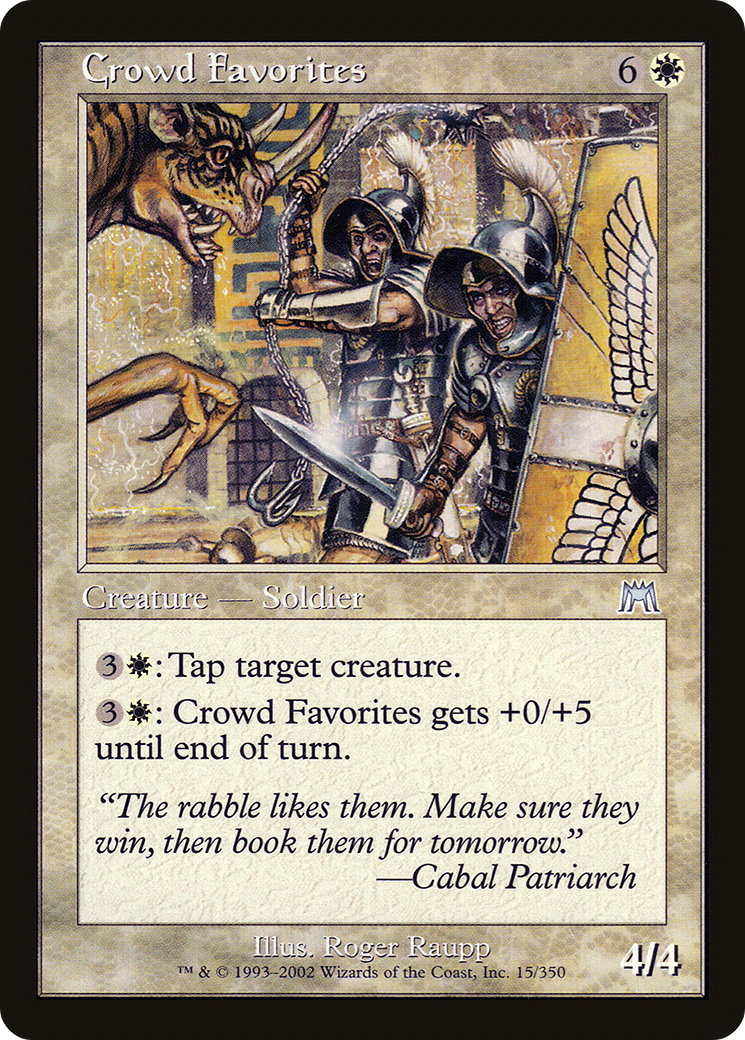 Crowd Favorites 6
Creature — Soldier
3: Tap target creature.
3: Crowd Favorites gets +0/+5
until end of turn.
“The rabble likes them. Make sure they
win, then book them for tomorrow.”
—Cabal Patriarch
Illus. Roger Raupp
™ & © 1993–2002 Wizards of the Coast, Inc. 15/350
4/4